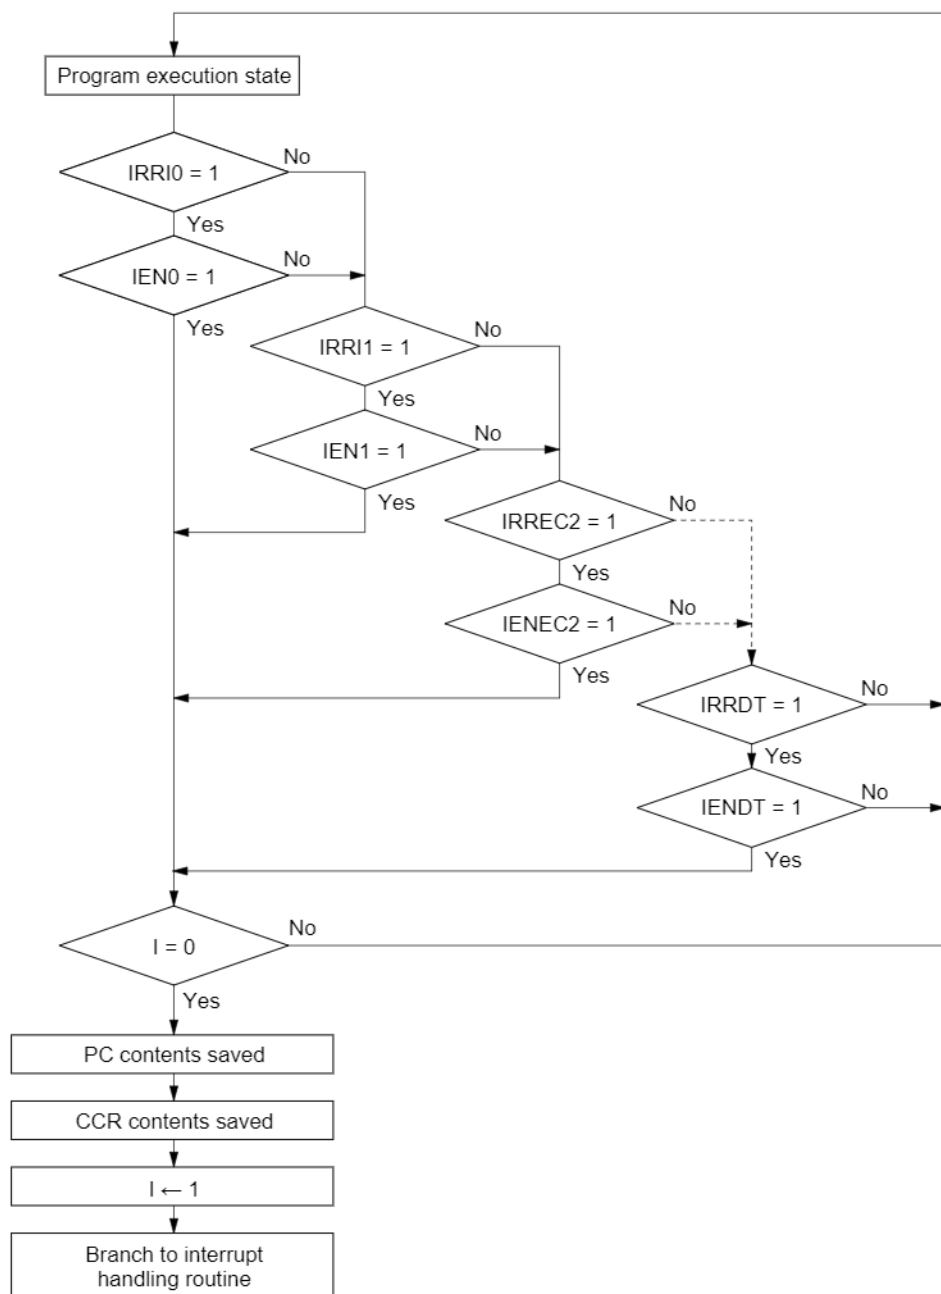 Program execution state
IRRI0 = 1
No
Yes
IEN0 = 1
No
Yes
IRRI1 = 1
No
Yes
IEN1 = 1
No
Yes
IRREC2 = 1
No
Yes
IENEC2 = 1
No
Yes
IRRDT = 1
No
Yes
IENDT = 1
No
Yes
I = 0
No
Yes
PC contents saved
CCR contents saved
I ← 1
Branch to interrupt
handling routine